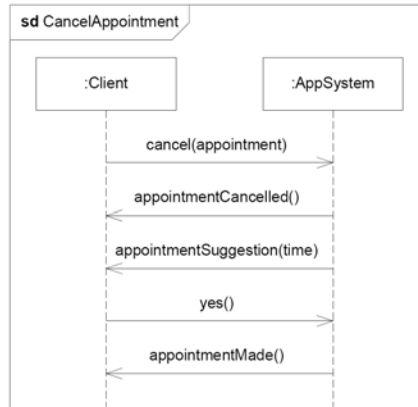 sd CancelAppointment
:Client
:AppSystem
cancel(appointment)
appointmentCancelled()
appointmentSuggestion(time)
yes()
appointmentMade()